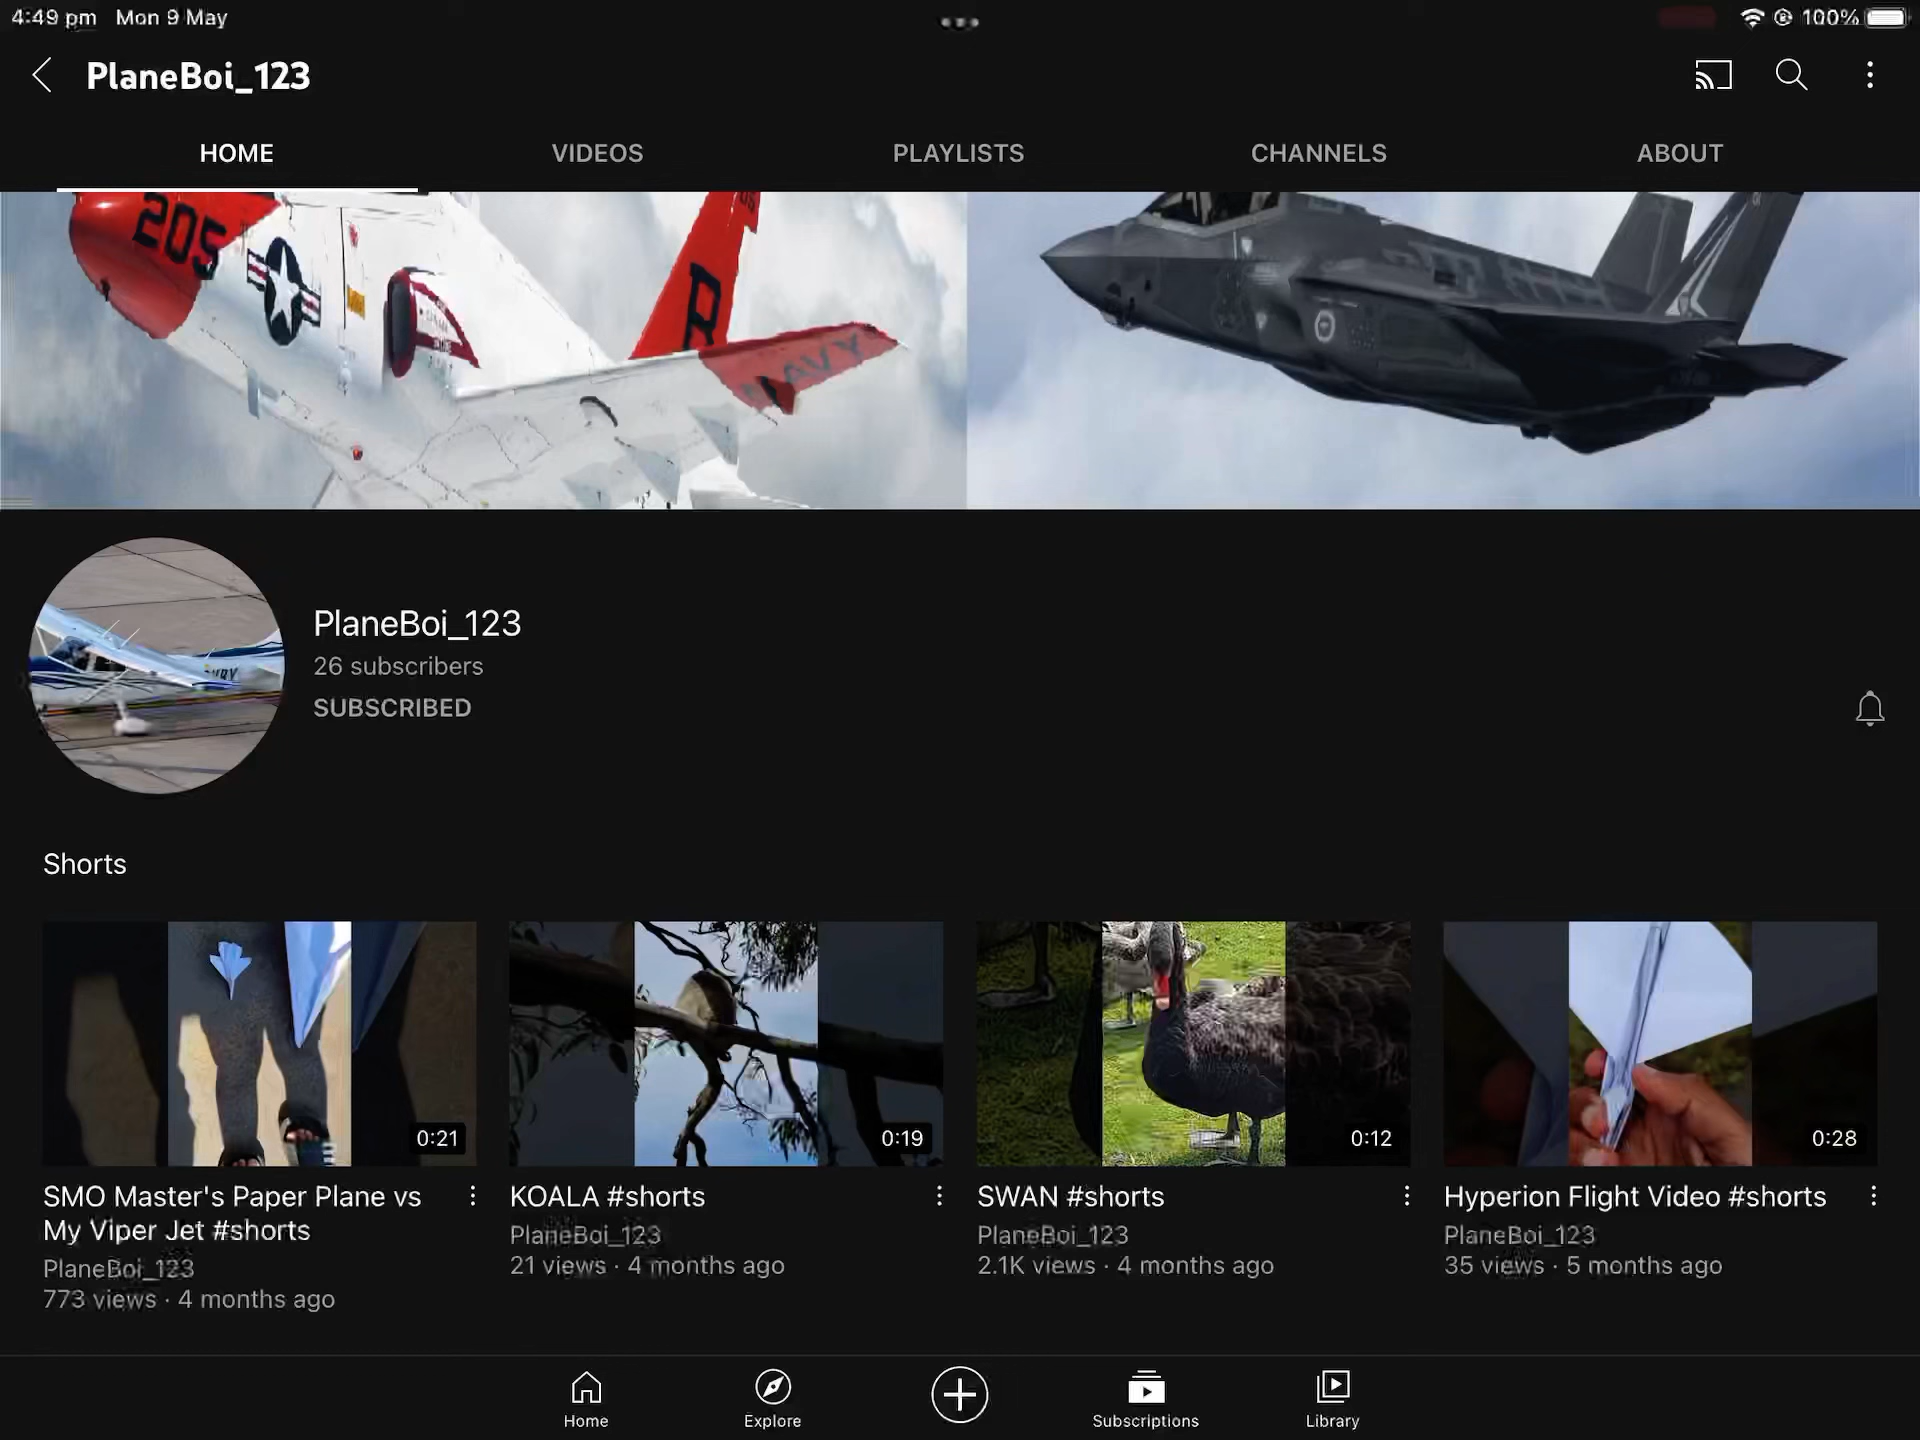 4:49 pm Mon 9 May 100%
PlaneBoi_123
HOME VIDEOS PLAYLISTS CHANNELS ABOUT
205
05
B
NAVY
PlaneBoi_123
26 subscribers
SUBSCRIBED
Shorts
0:21 0:19 0:12 0:28
SMO Master's Paper Plane vs
My Viper Jet #shorts
PlaneBoi_123
773 views · 4 months ago
KOALA #shorts
PlaneBoi_123
21 views · 4 months ago
SWAN #shorts
PlaneBoi_123
2.1K views · 4 months ago
Hyperion Flight Video #shorts
PlaneBoi_123
35 views · 5 months ago
Home Explore Subscriptions Library